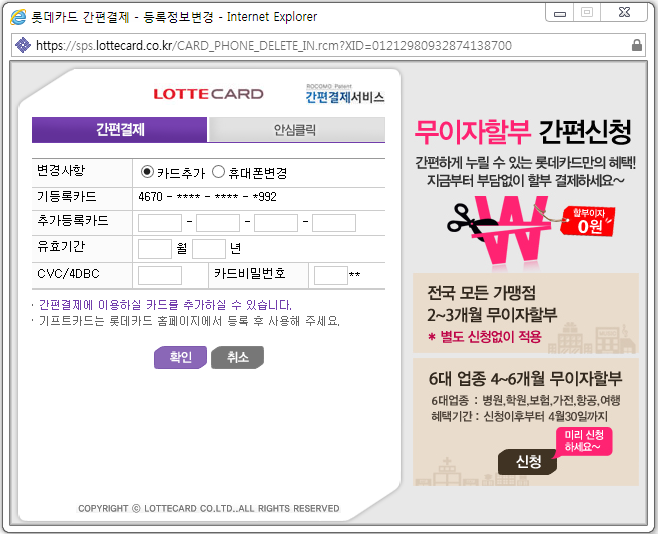 롯데카드 간편결제 - 등록정보변경 - Internet Explorer
https://sps.lottecard.co.kr/CARD_PHONE_DELETE_IN.rcm?XID=01212980932874138700
LOTTE CARD
ROCOMO Patent
간편결제서비스
간편결제
안심클릭
변경사항 카드추가 휴대폰변경
기등록카드 4670 - **** - **** - *992
추가등록카드 - - -
유효기간 월 년
CVC/4DBC 카드비밀번호 **
· 간편결제에 이용하실 카드를 추가하실 수 있습니다.
· 기프트카드는 롯데카드 홈페이지에서 등록 후 사용해 주세요.
확인
취소
COPYRIGHT ⓒ LOTTECARD CO.LTD..ALL RIGHTS RESERVED
무이자할부 간편신청
간편하게 누릴 수 있는 롯데카드만의 혜택!
지금부터 부담없이 할부 결제하세요~
할부이자
0원
전국 모든 가맹점
2~3개월 무이자할부
* 별도 신청없이 적용
6대 업종 4~6개월 무이자할부
6대업종 : 병원,학원,보험,가전,항공,여행
혜택기간 : 신청이후부터 4월30일까지
미리 신청
하세요~
신청